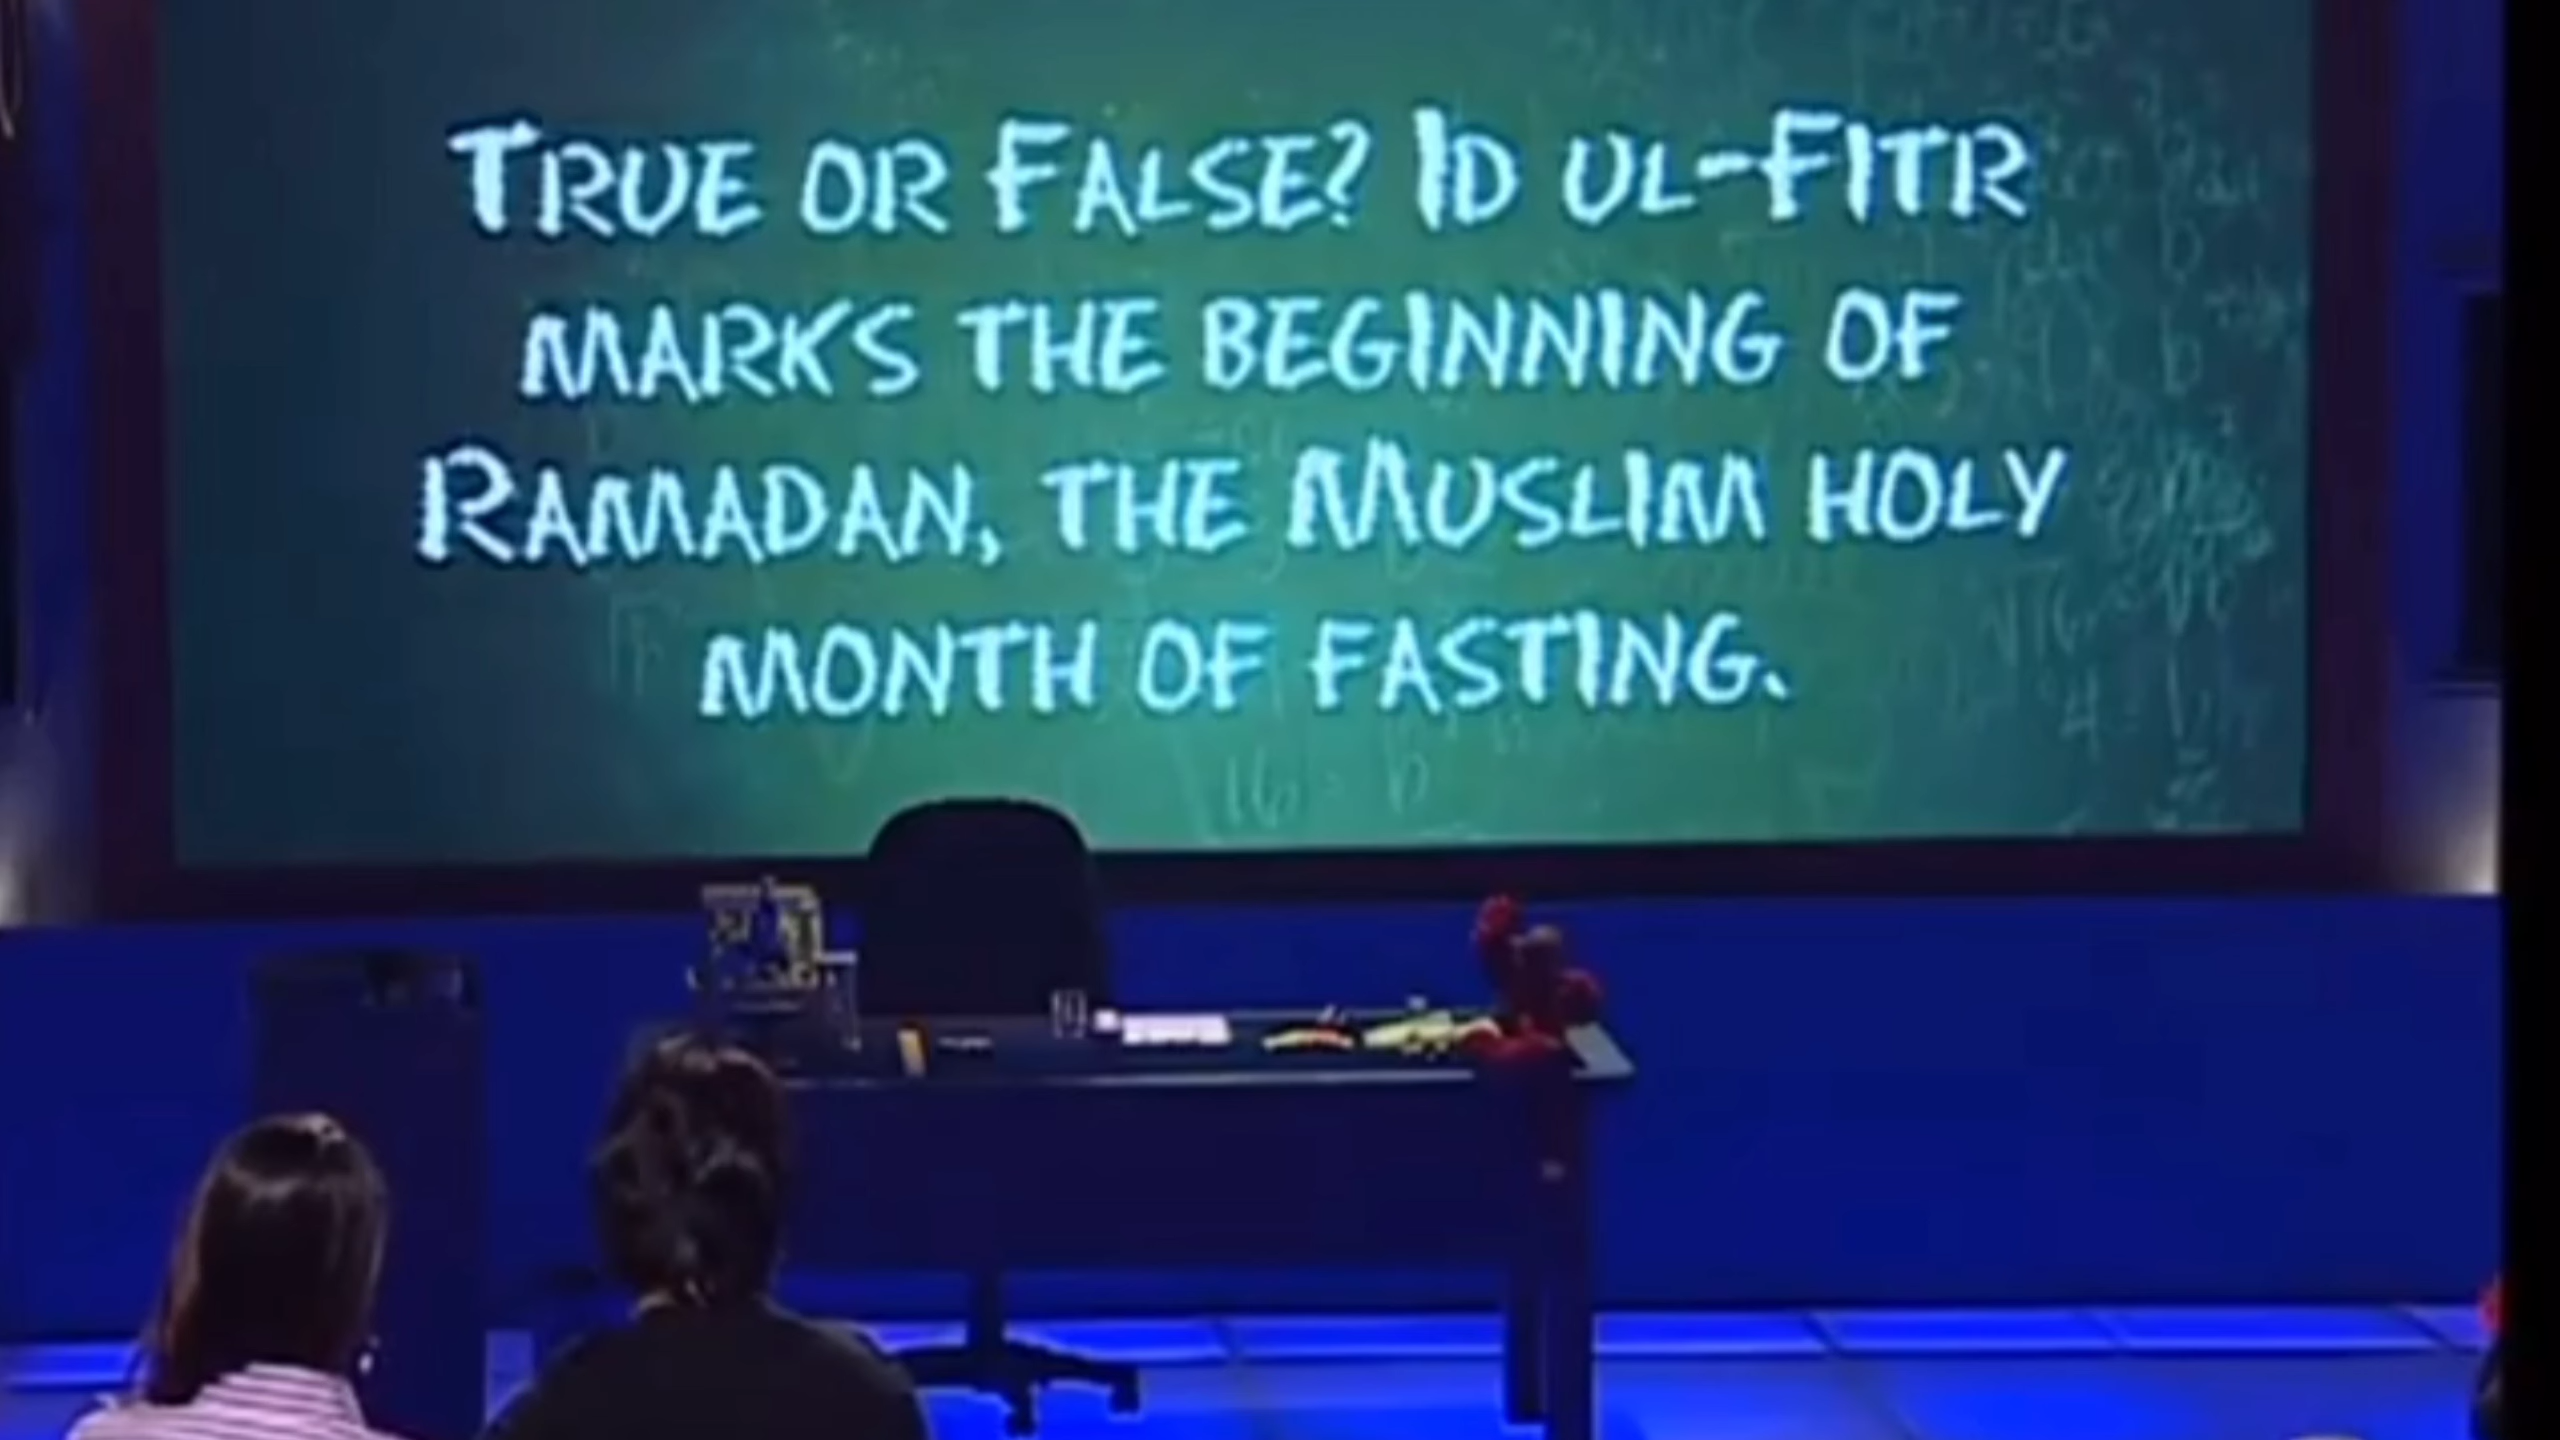 True or False? Id ul-Fitr
marks the beginning of
Ramadan, the Muslim holy
month of fasting.